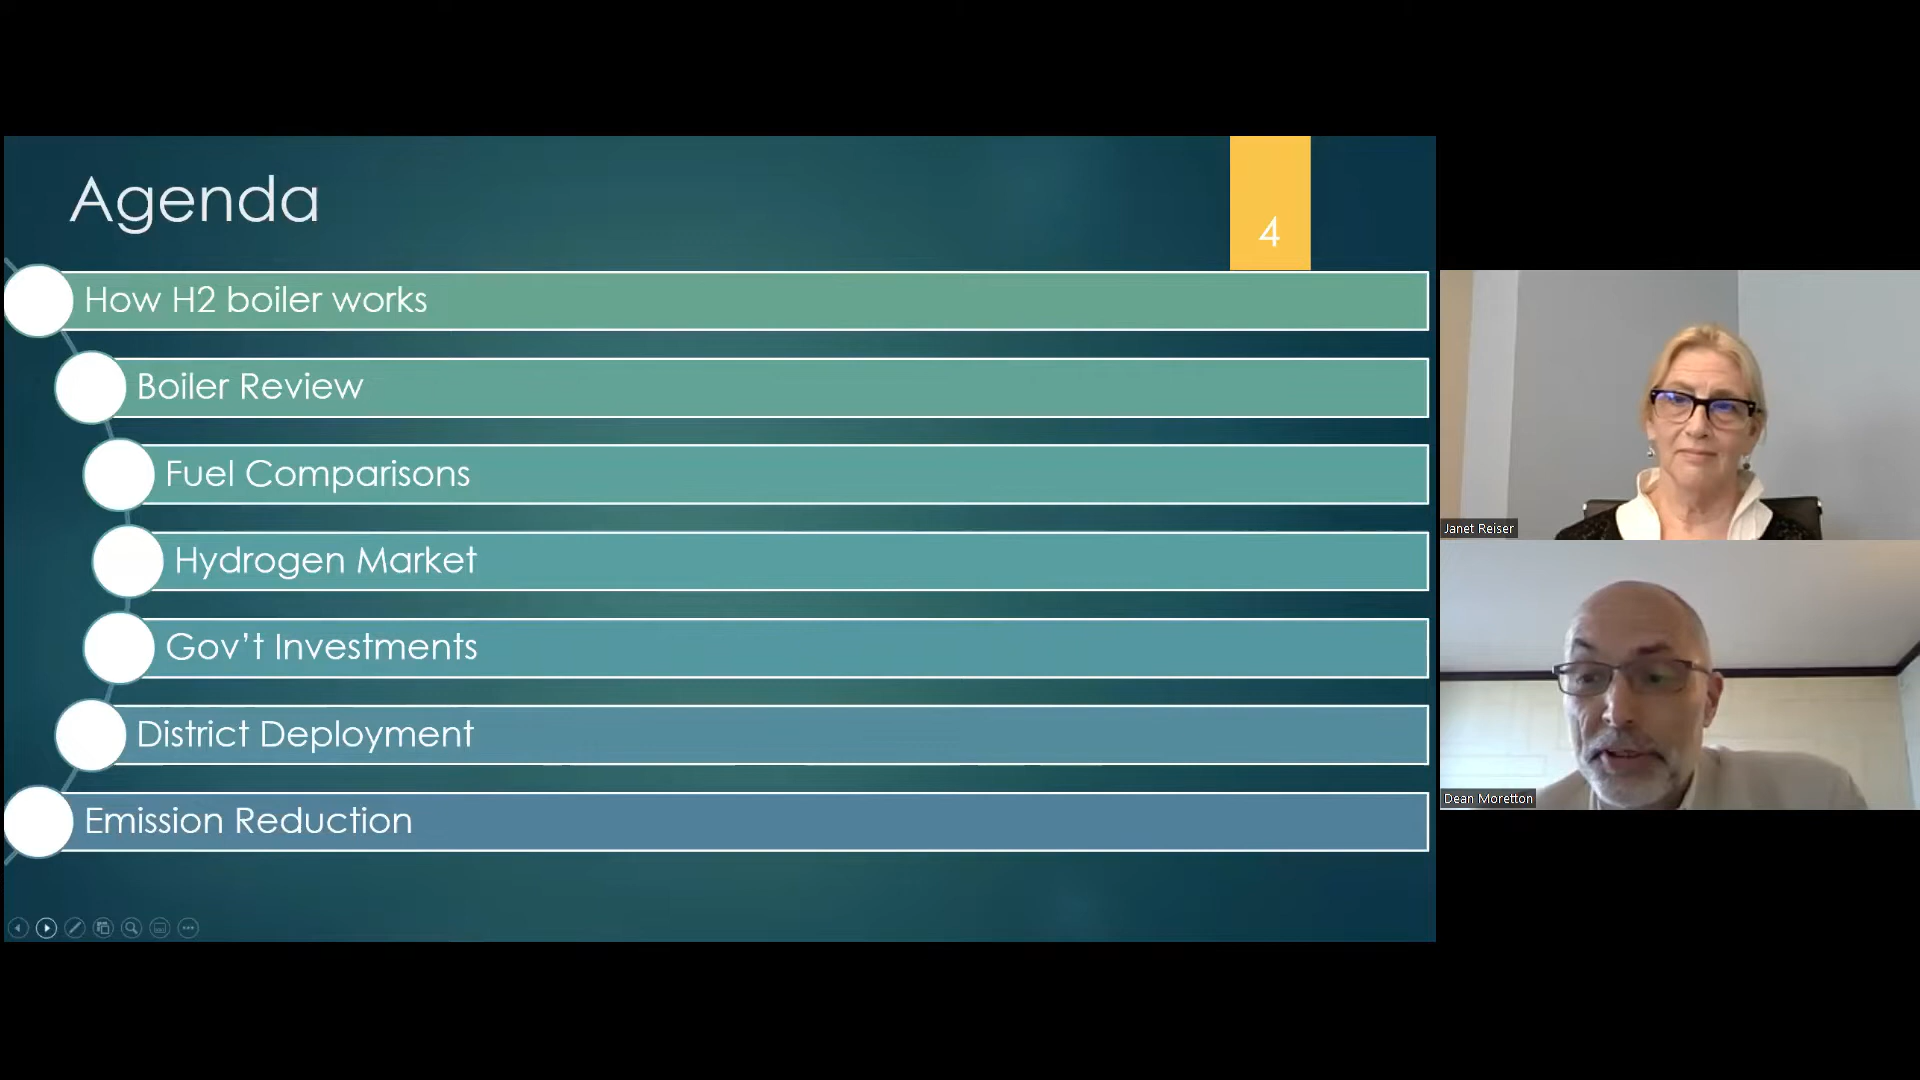 Agenda
4
How H2 boiler works
Boiler Review
Fuel Comparisons
Hydrogen Market
Gov’t Investments
District Deployment
Emission Reduction
Janet Reiser
Dean Moretton